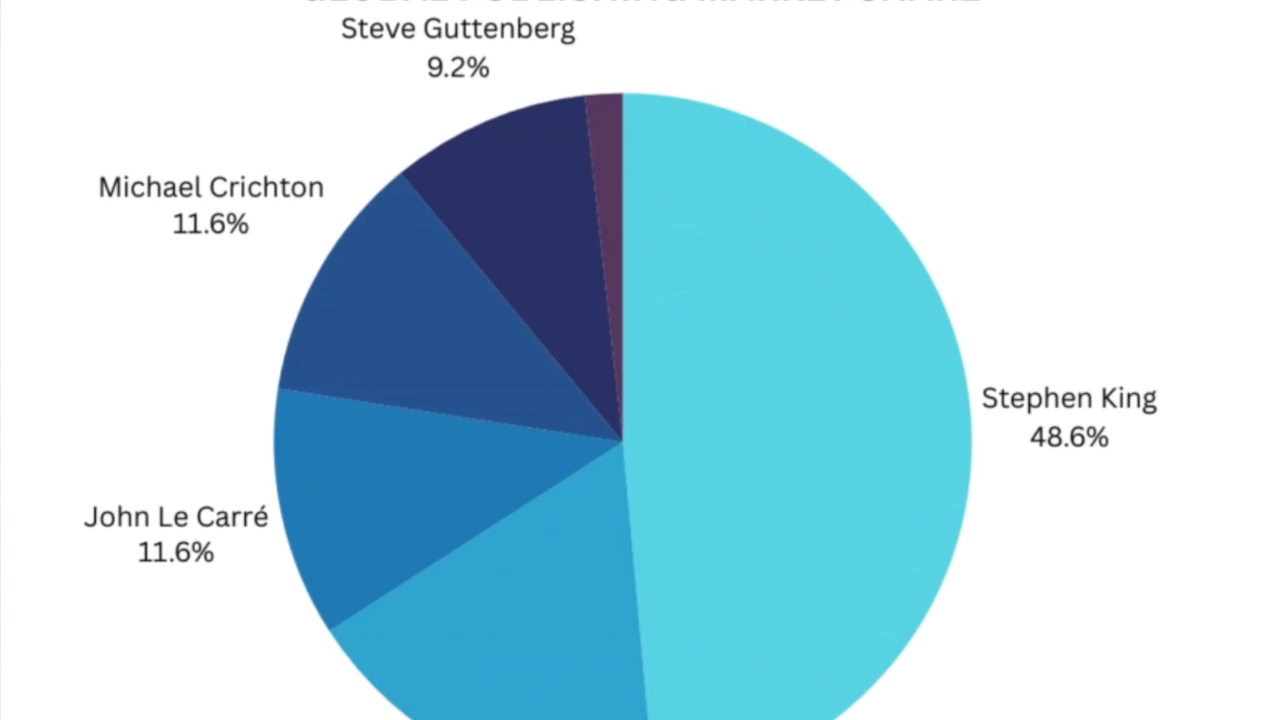 Steve Guttenberg
9.2%
Michael Crichton
11.6%
Stephen King
48.6%
John Le Carré
11.6%